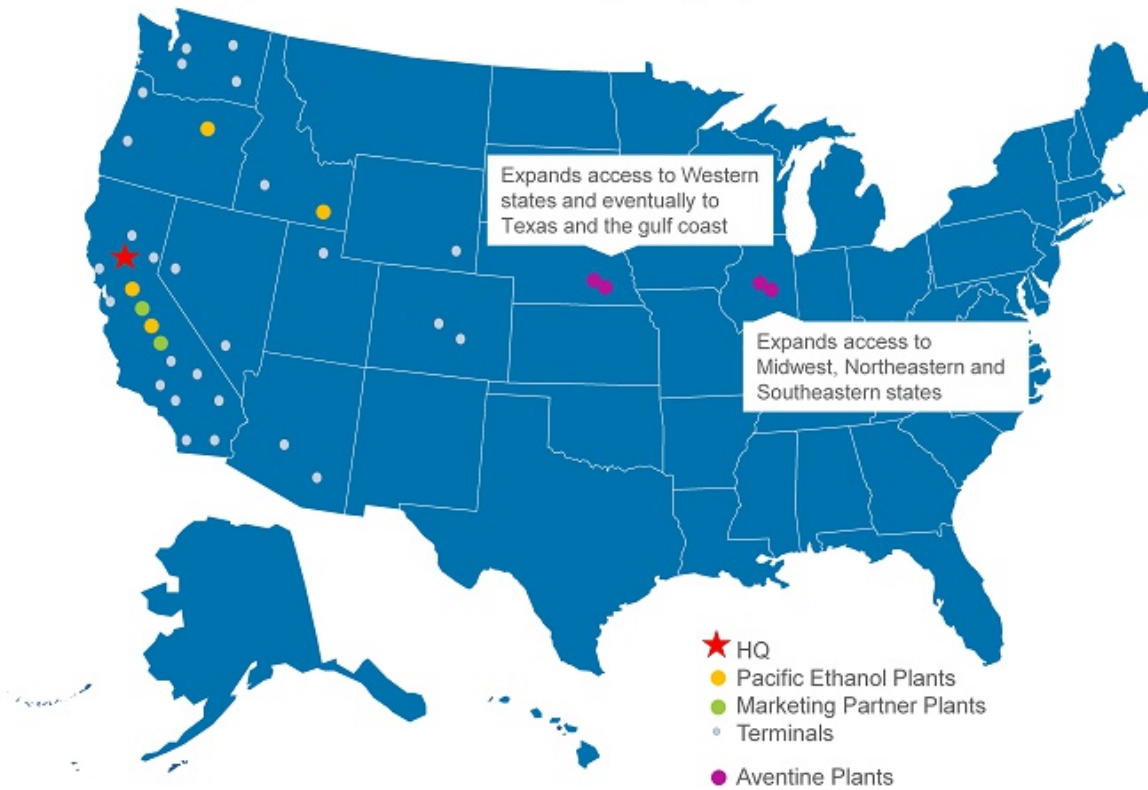 Expands access to Western
states and eventually to
Texas and the gulf coast
Expands access to
Midwest, Northeastern and
Southeastern states
HQ
Pacific Ethanol Plants
Marketing Partner Plants
Terminals
Aventine Plants